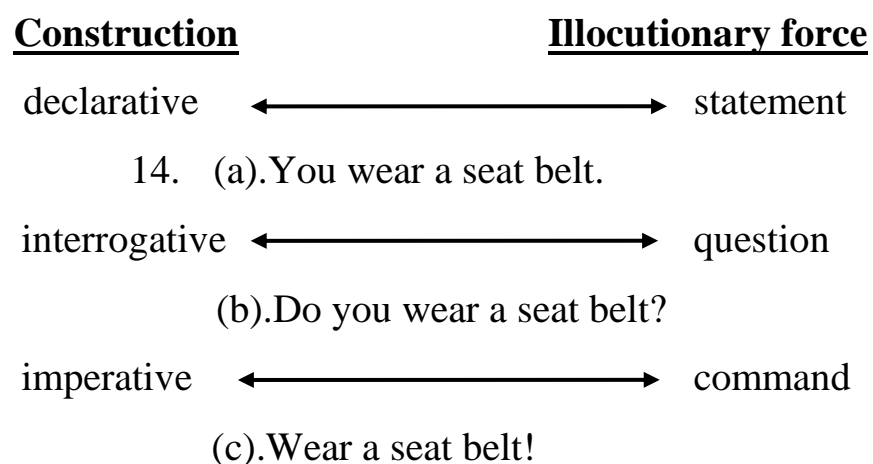 Construction Illocutionary force
declarative statement
14. (a).You wear a seat belt.
interrogative question
(b).Do you wear a seat belt?
imperative command
(c).Wear a seat belt!